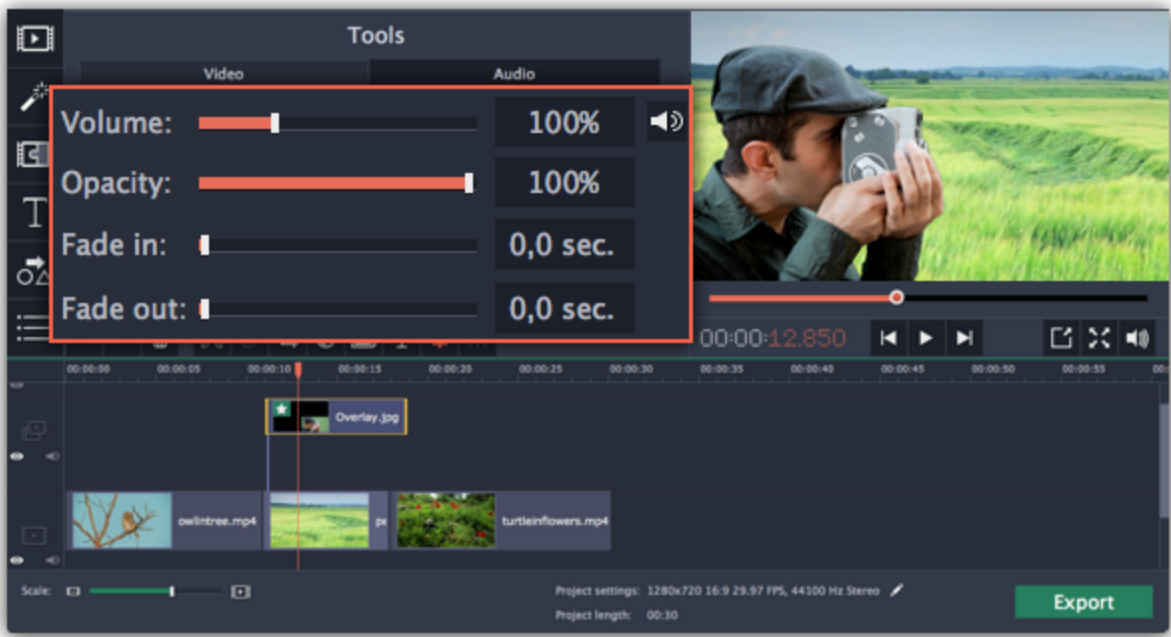 Tools
Video Audio
Volume: 100%
Opacity: 100%
Fade in: 0,0 sec.
Fade out: 0,0 sec.
00:00:12.850
00:00:00 00:00:05 00:00:10 00:00:15 00:00:20 00:00:25 00:00:30 00:00:35 00:00:40 00:00:45 00:00:50 00:00:55 00:
Overlay.jpg
owlintree.mp4 pe turtleinflowers.mp4
Scale: Project settings: 1280x720 16:9 29.97 FPS, 44100 Hz Stereo
Project length: 00:30
Export